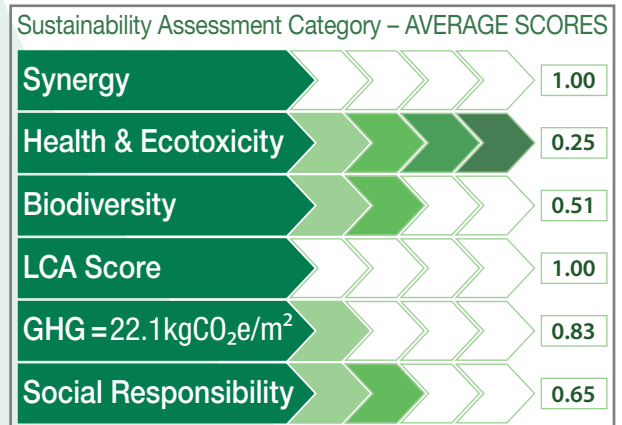 Sustainability Assessment Category – AVERAGE SCORES
Synergy 1.00
Health & Ecotoxicity 0.25
Biodiversity 0.51
LCA Score 1.00
GHG = 22.1kgCO₂e/m² 0.83
Social Responsibility 0.65